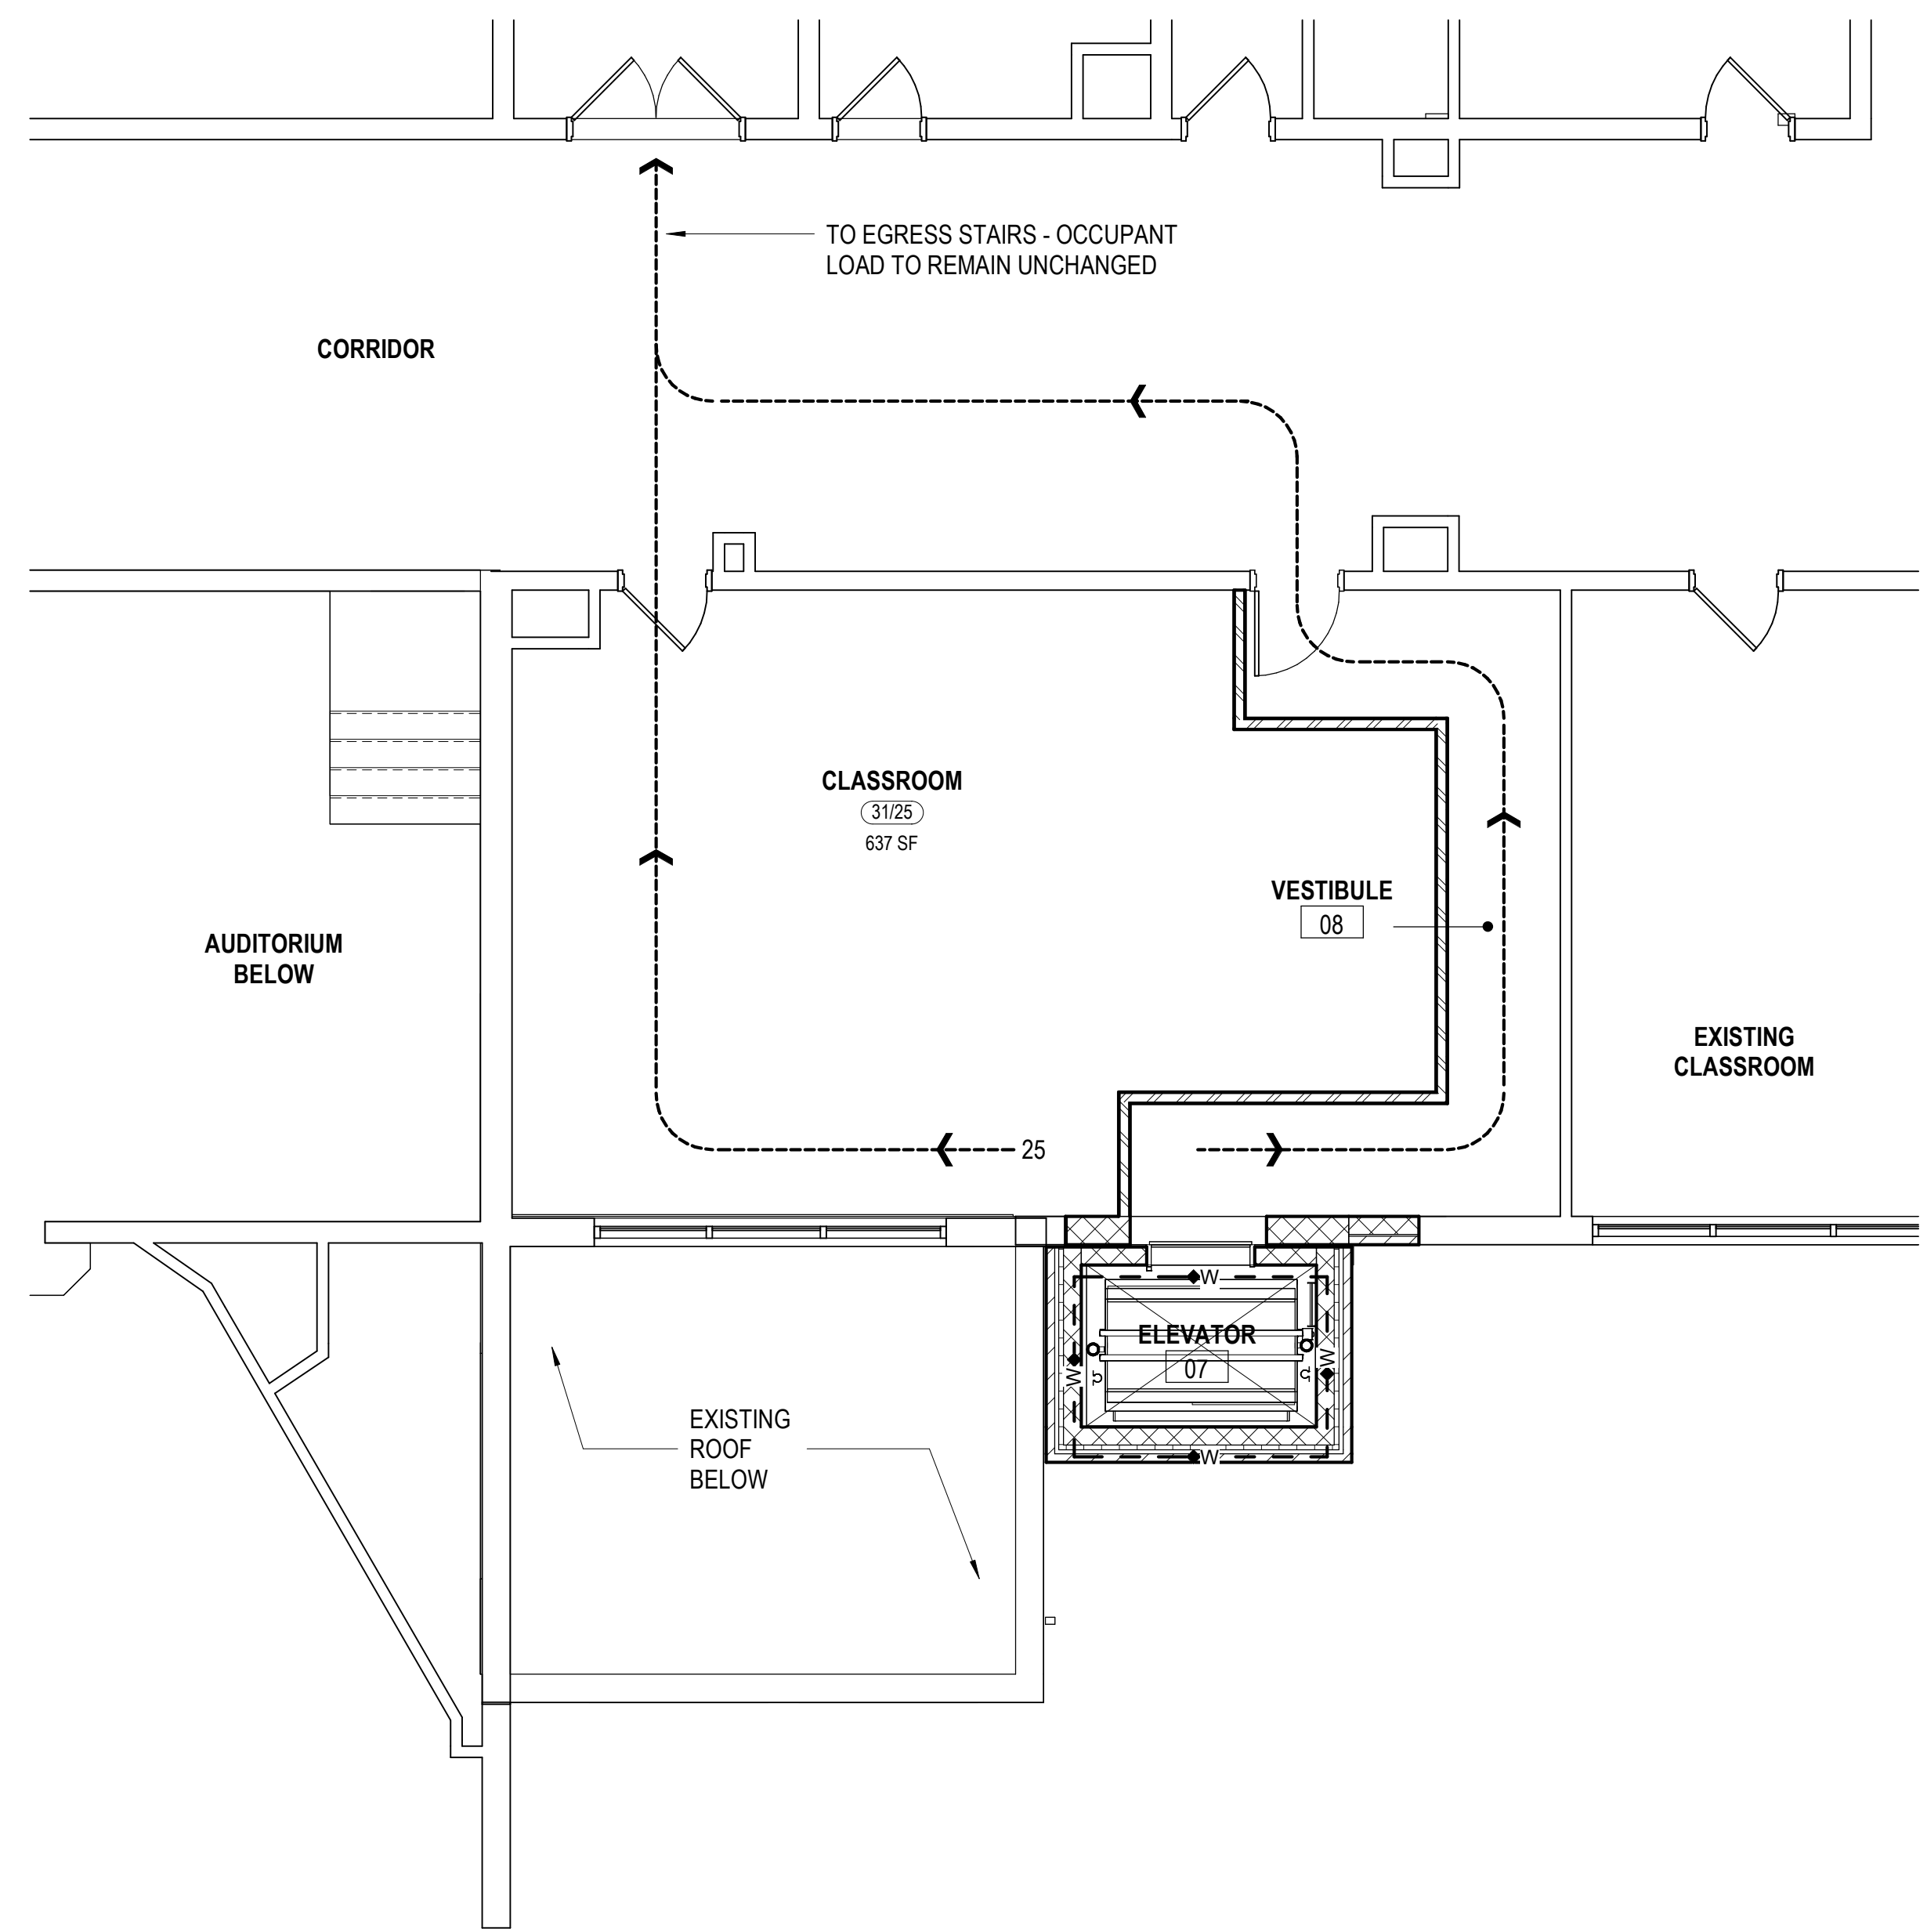 TO EGRESS STAIRS - OCCUPANT
LOAD TO REMAIN UNCHANGED
CORRIDOR
CLASSROOM
31/25
637 SF
VESTIBULE
08
AUDITORIUM
BELOW
EXISTING
CLASSROOM
25
W
ELEVATOR
07
W
W
EXISTING
ROOF
BELOW
W